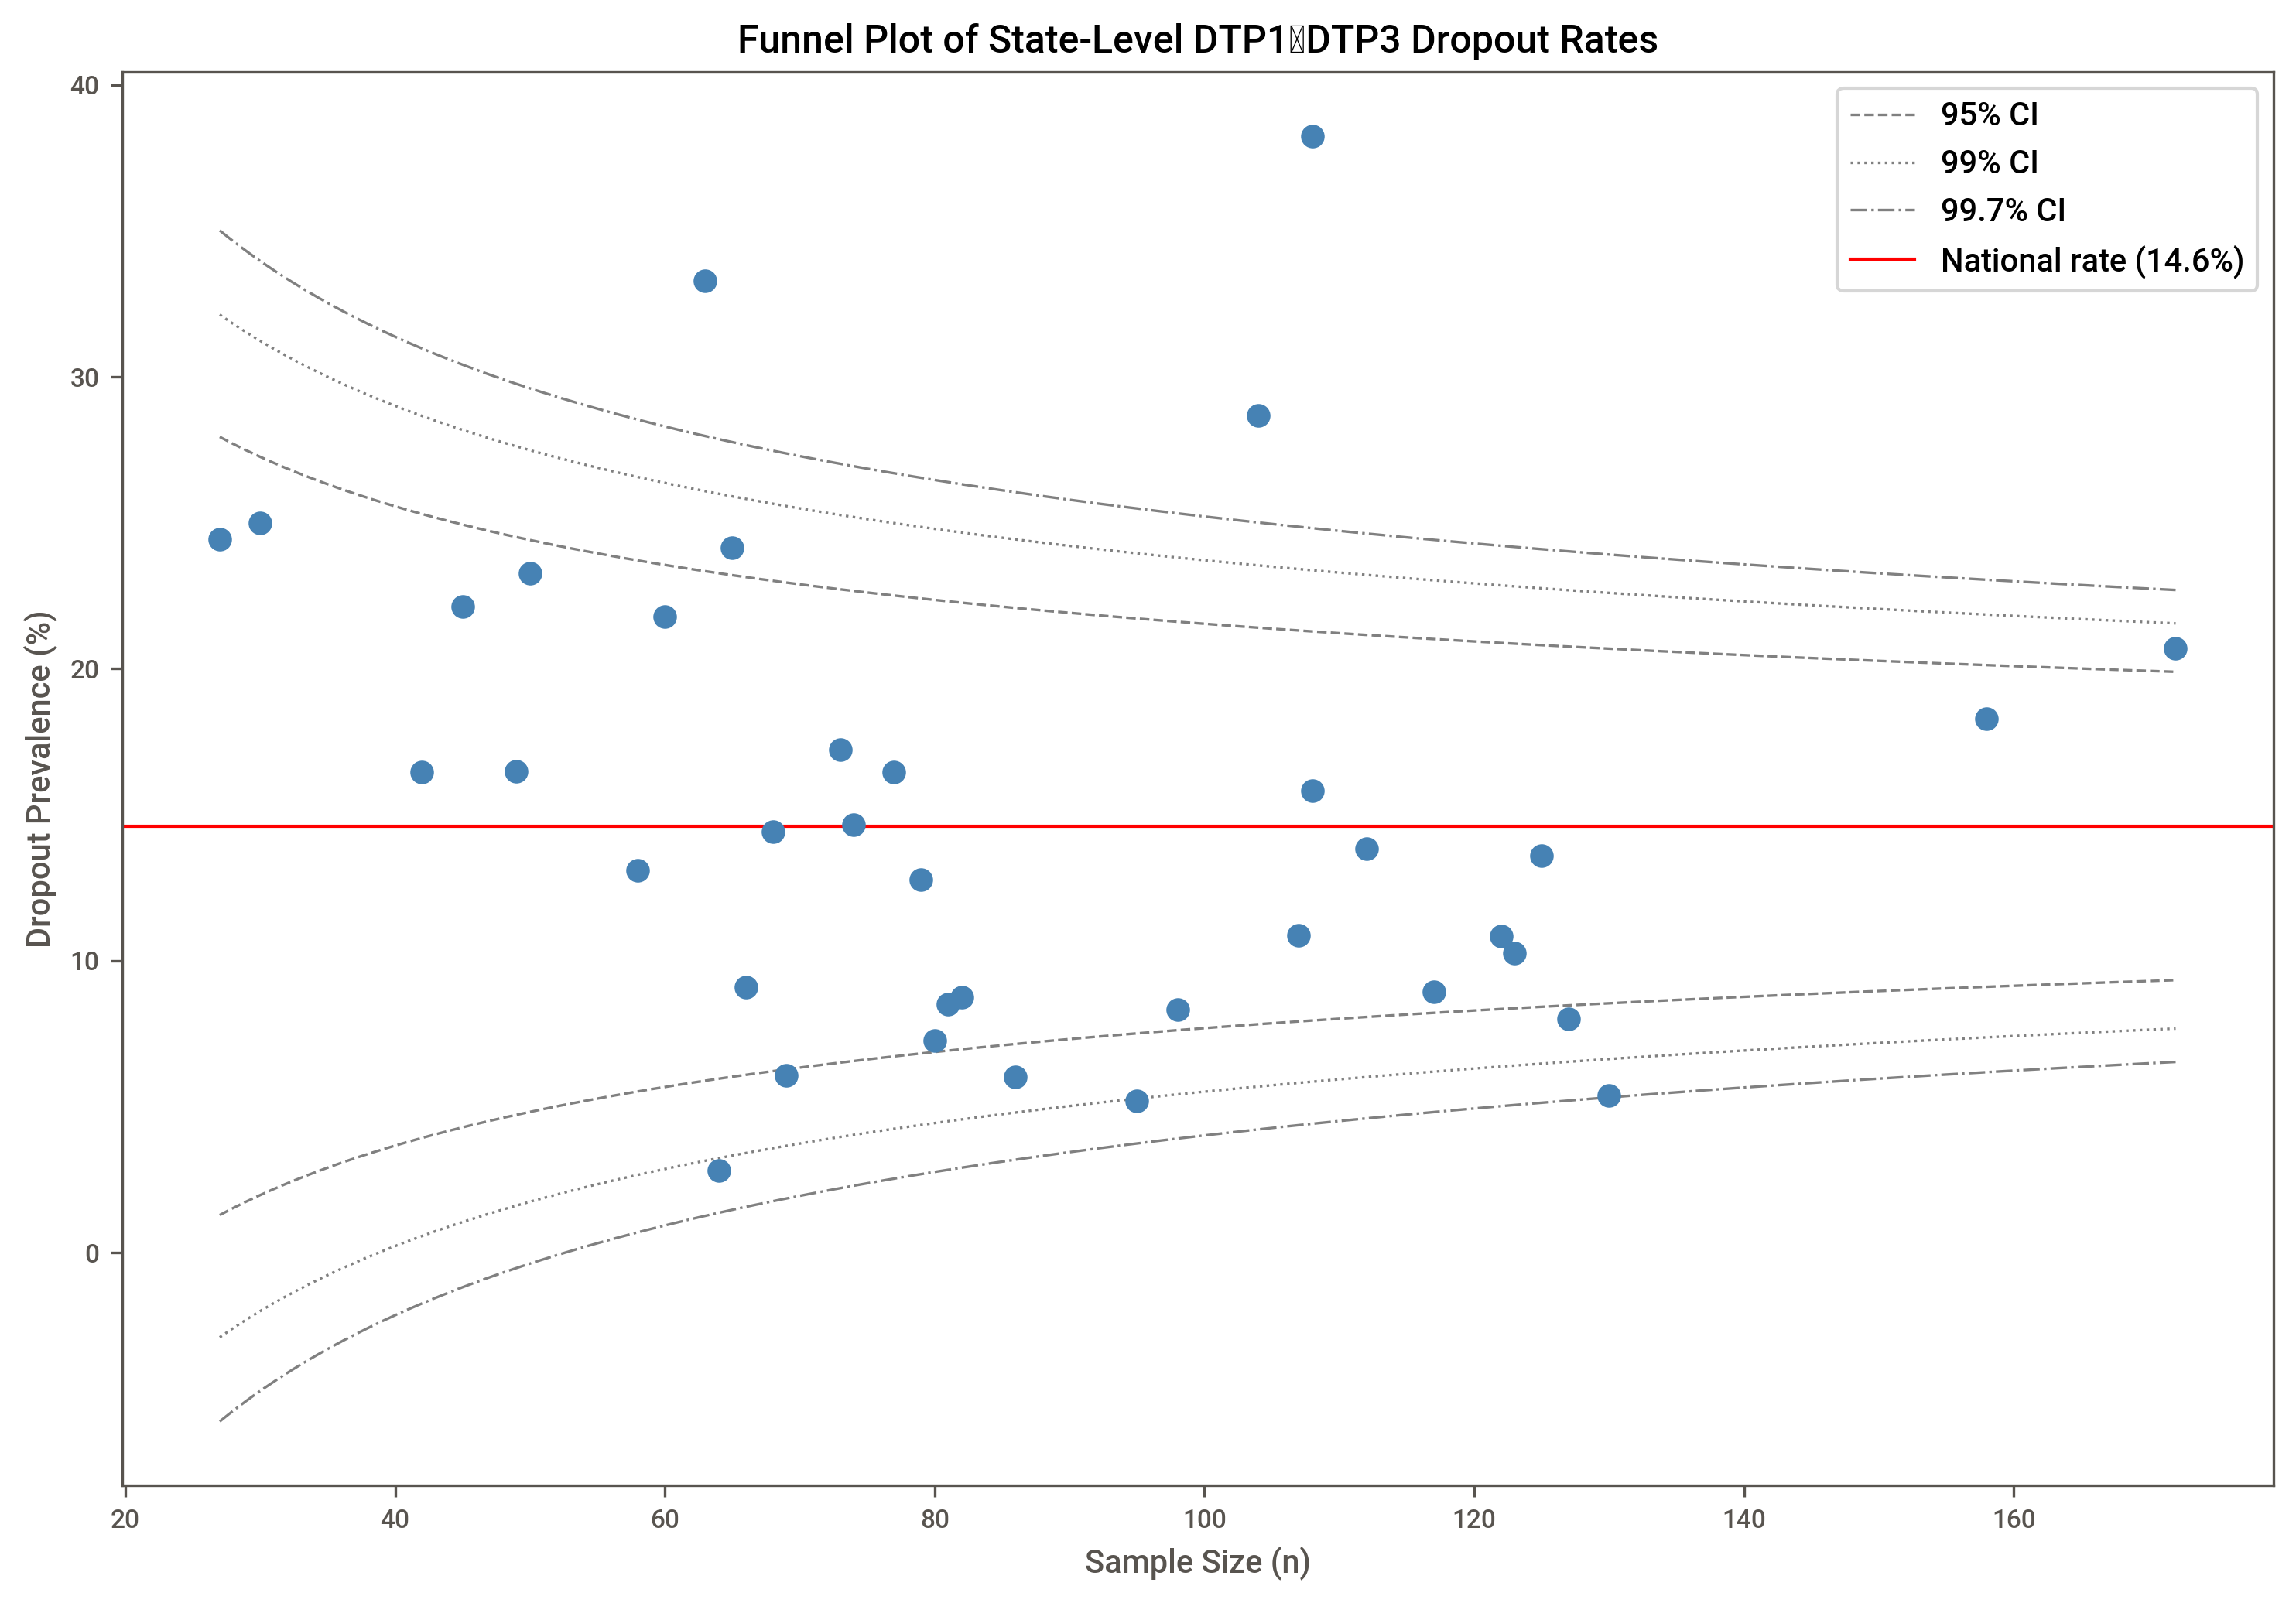 Funnel Plot of State-Level DTP1▯DTP3 Dropout Rates
95% CI
99% CI
99.7% CI
National rate (14.6%)
Dropout Prevalence (%)
40
30
20
10
0
20 40 60 80 100 120 140 160
Sample Size (n)